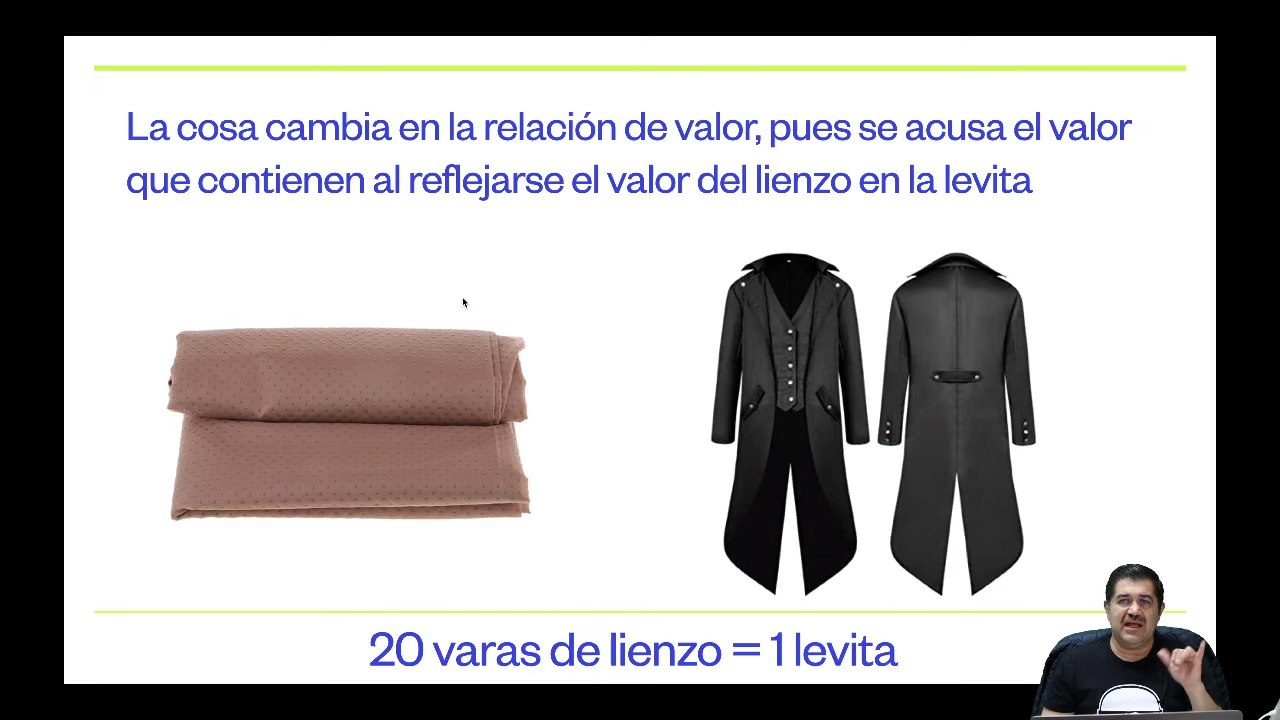 La cosa cambia en la relación de valor, pues se acusa el valor
que contienen al reflejarse el valor del lienzo en la levita
20 varas de lienzo = 1 levita